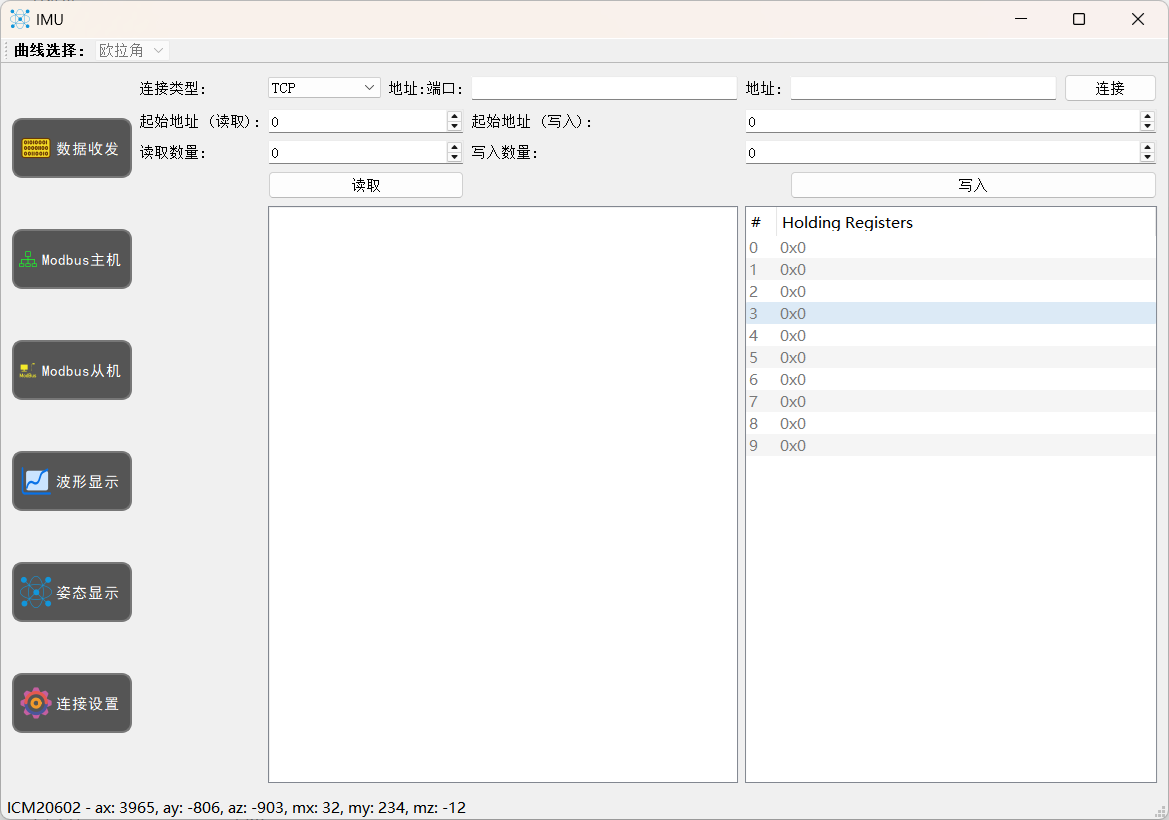 IMU
曲线选择： 欧拉角
连接类型： TCP 地址:端口： 地址： 连接
起始地址（读取）： 0 起始地址（写入）： 0
读取数量： 0 写入数量： 0
读取 写入
数据收发
Modbus主机
ModBus Modbus从机
波形显示
姿态显示
连接设置
# Holding Registers
0 0x0
1 0x0
2 0x0
3 0x0
4 0x0
5 0x0
6 0x0
7 0x0
8 0x0
9 0x0
ICM20602 - ax: 3965, ay: -806, az: -903, mx: 32, my: 234, mz: -12